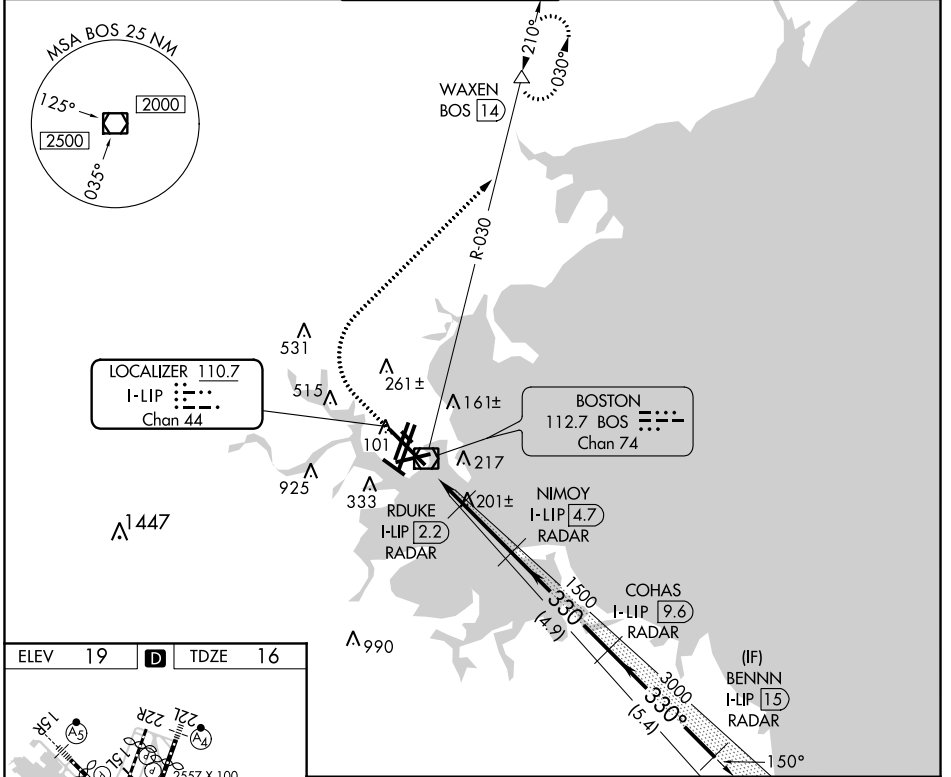 MSA BOS 25 NM
125°
2000
2500
035°
210°
030°
WAXEN
BOS 14
R-030
531
LOCALIZER 110.7
I-LIP
Chan 44
515
261±
161±
BOSTON
112.7 BOS
Chan 74
101
217
925
333
201±
RDUKE
I-LIP 2.2
RADAR
NIMOY
I-LIP 4.7
RADAR
1447
1500
330
(4.9)
COHAS
I-LIP 9.6
RADAR
990
3000
330°
(5.4)
(IF)
BENNN
I-LIP 15
RADAR
150°
ELEV 19 D TDZE 16
15R
A5
15L
22R
22L
A4
P
P
2557 X 100